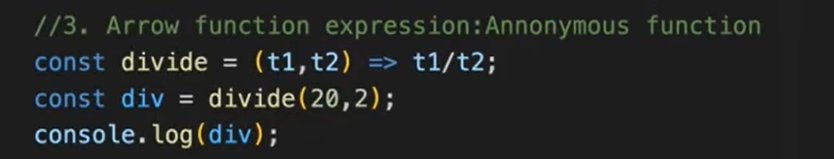 //3. Arrow function expression:Annonymous function
const divide = (t1,t2) => t1/t2;
const div = divide(20,2);
console.log(div);